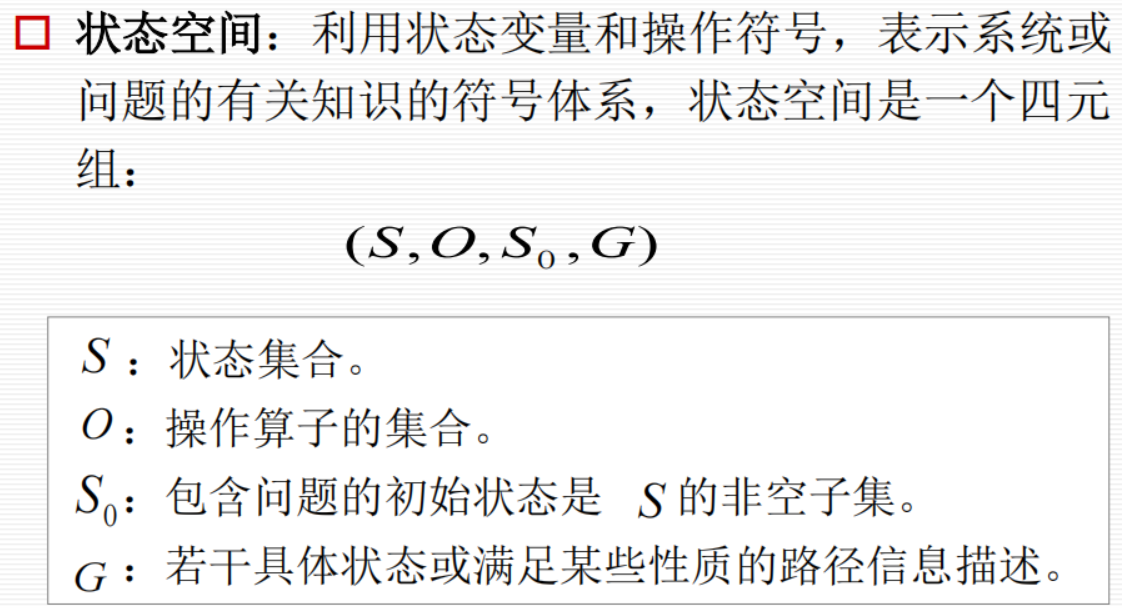 状态空间：利用状态变量和操作符号，表示系统或
问题的有关知识的符号体系，状态空间是一个四元
组：
(S,O,S₀,G)
S：状态集合。
O：操作算子的集合。
S₀：包含问题的初始状态是 S 的非空子集。
G：若干具体状态或满足某些性质的路径信息描述。